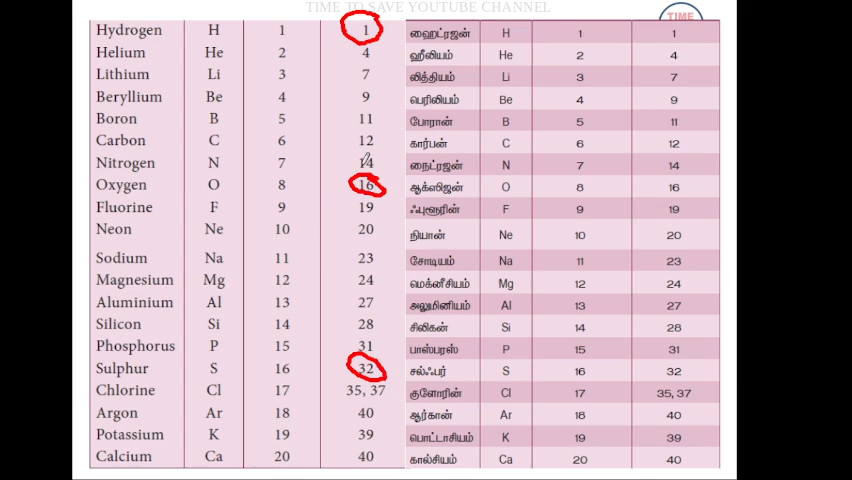 TIME TO SAVE YOUTUBE CHANNEL
TIME
Hydrogen H 1 1 ஹைட்ரஜன் H 1 1
Helium He 2 4 ஹீலியம் He 2 4
Lithium Li 3 7 லித்தியம் Li 3 7
Beryllium Be 4 9 பெரிலியம் Be 4 9
Boron B 5 11 போரான் B 5 11
Carbon C 6 12 கார்பன் C 6 12
Nitrogen N 7 14 நைட்ரஜன் N 7 14
Oxygen O 8 16 ஆக்ஸிஜன் O 8 16
Fluorine F 9 19 ஃபுளூரின் F 9 19
Neon Ne 10 20 நியான் Ne 10 20
Sodium Na 11 23 சோடியம் Na 11 23
Magnesium Mg 12 24 மெக்னீசியம் Mg 12 24
Aluminium Al 13 27 அலுமினியம் Al 13 27
Silicon Si 14 28 சிலிகன் Si 14 28
Phosphorus P 15 31 பாஸ்பரஸ் P 15 31
Sulphur S 16 32 சல்ஃபர் S 16 32
Chlorine Cl 17 35, 37 குளோரின் Cl 17 35, 37
Argon Ar 18 40 ஆர்கான் Ar 18 40
Potassium K 19 39 பொட்டாசியம் K 19 39
Calcium Ca 20 40 கால்சியம் Ca 20 40